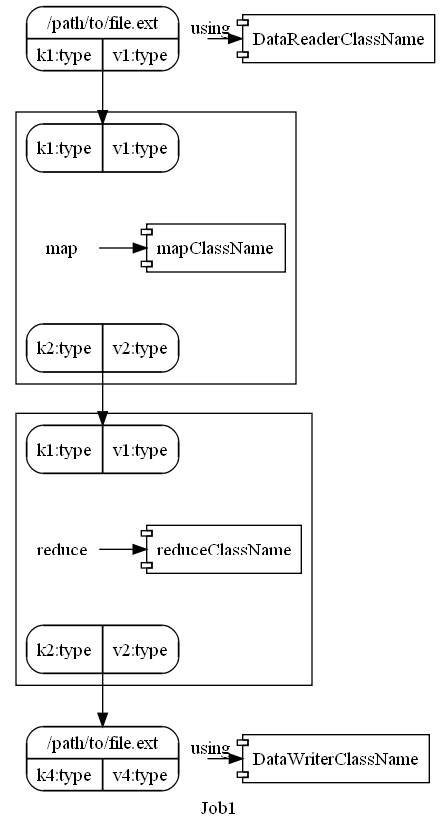 /path/to/file.ext
using
DataReaderClassName
k1:type v1:type
k1:type v1:type
map
mapClassName
k2:type v2:type
k1:type v1:type
reduce
reduceClassName
k2:type v2:type
/path/to/file.ext
using
DataWriterClassName
k4:type v4:type
Job1